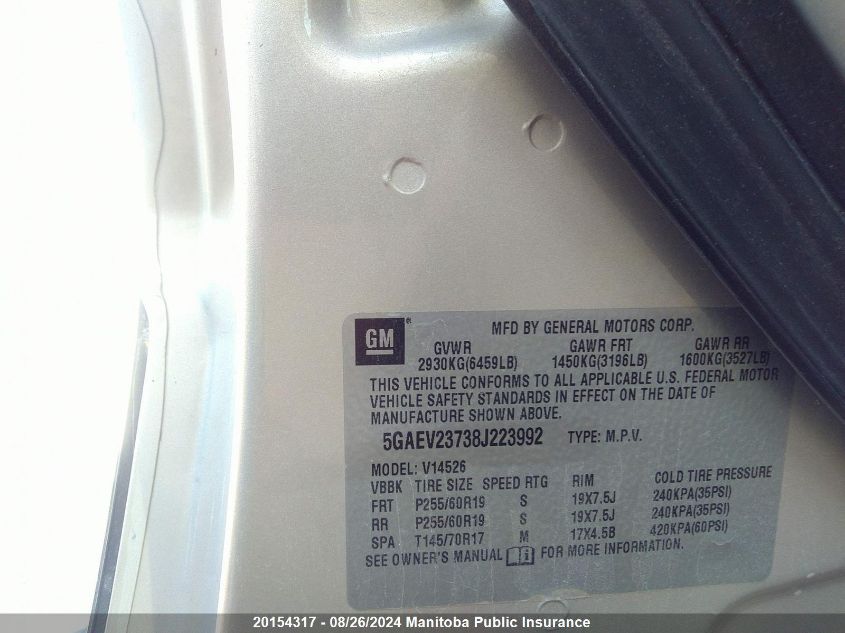 GM ® MFD BY GENERAL MOTORS CORP.
GVWR GAWR FRT GAWR RR
2930KG(6459LB) 1450KG(3196LB) 1600KG(3527LB)
THIS VEHICLE CONFORMS TO ALL APPLICABLE U.S. FEDERAL MOTOR
VEHICLE SAFETY STANDARDS IN EFFECT ON THE DATE OF
MANUFACTURE SHOWN ABOVE.
5GAEV23738J223992 TYPE: M.P.V.
MODEL: V14526
VBBK TIRE SIZE SPEED RTG RIM COLD TIRE PRESSURE
FRT P255/60R19 S 19X7.5J 240KPA(35PSI)
RR P255/60R19 S 19X7.5J 240KPA(35PSI)
SPA T145/70R17 M 17X4.5B 420KPA(60PSI)
SEE OWNER'S MANUAL FOR MORE INFORMATION.
20154317 - 08/26/2024 Manitoba Public Insurance